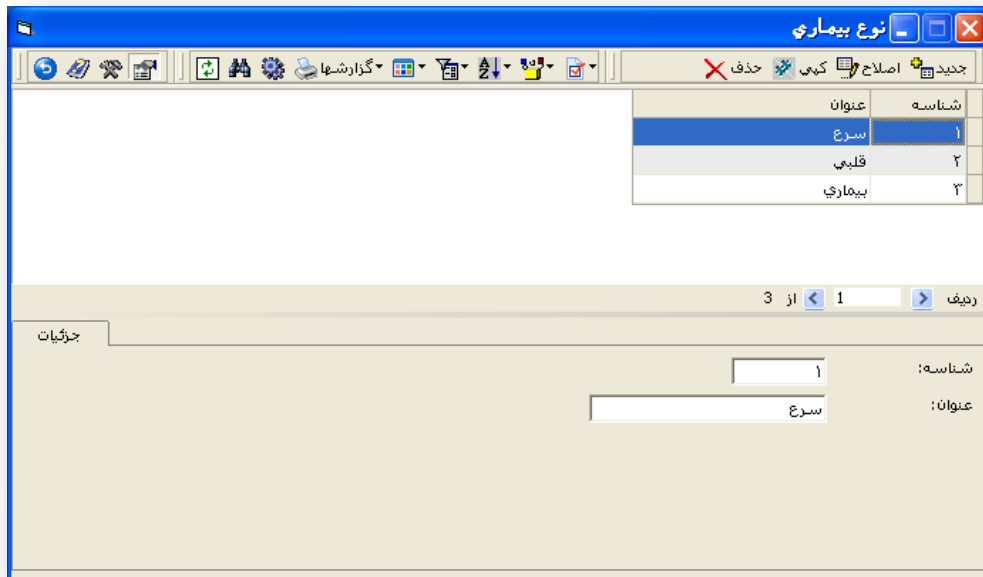 نوع بيماري
جديد اصلاح کپی حذف گزارشها
شناسه عنوان
۱ سرع
۲ قلبي
۳ بيماري
رديف 1 از 3
جزئيات
شناسه: ۱
عنوان: سرع